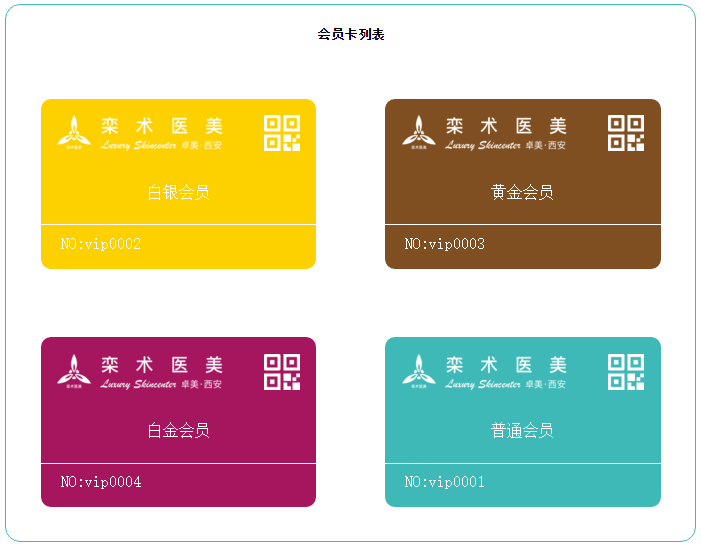 会员卡列表
栾术医美
Luxury Skincenter 卓美·西安
白银会员
NO:vip0002
栾术医美
Luxury Skincenter 卓美·西安
黄金会员
NO:vip0003
栾术医美
Luxury Skincenter 卓美·西安
白金会员
NO:vip0004
栾术医美
Luxury Skincenter 卓美·西安
普通会员
NO:vip0001